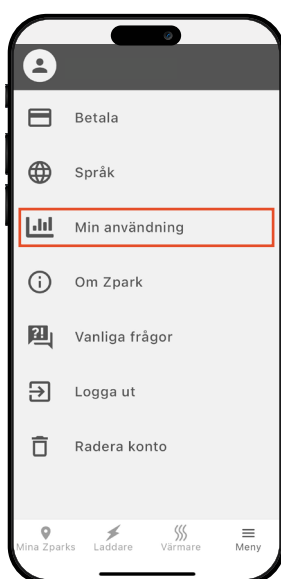 Betala
Språk
Min användning
Om Zpark
Vanliga frågor
Logga ut
Radera konto
Mina Zparks Laddare Värmare Meny